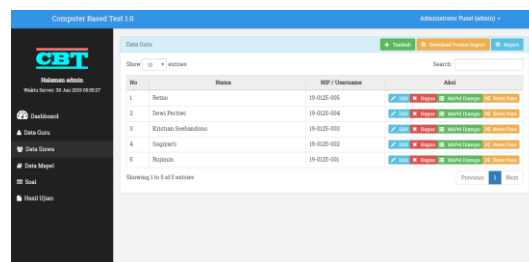 Computer Based Test 1.0
Administrator Pusat (admin)
CBT
Halaman admin
Waktu Server: 30 Jan 2019 05:05:27
Dashboard
Data Guru
Data Siswa
Data Mapel
Soal
Hasil Ujian
Data Guru
Tambah
Download Format Import
Import
Show 10 entries
Search:
No Nama NIP / Username Aksi
1 Retno 19-0125-005 Edit Hapus MaPel Diampu Reset Pass
2 Dewi Pertiwi 19-0125-004 Edit Hapus MaPel Diampu Reset Pass
3 Kristian Soebandono 19-0125-003 Edit Hapus MaPel Diampu Reset Pass
4 Sugiyarti 19-0125-002 Edit Hapus MaPel Diampu Reset Pass
5 Rujimin 19-0125-001 Edit Hapus MaPel Diampu Reset Pass
Showing 1 to 5 of 5 entries
Previous 1 Next